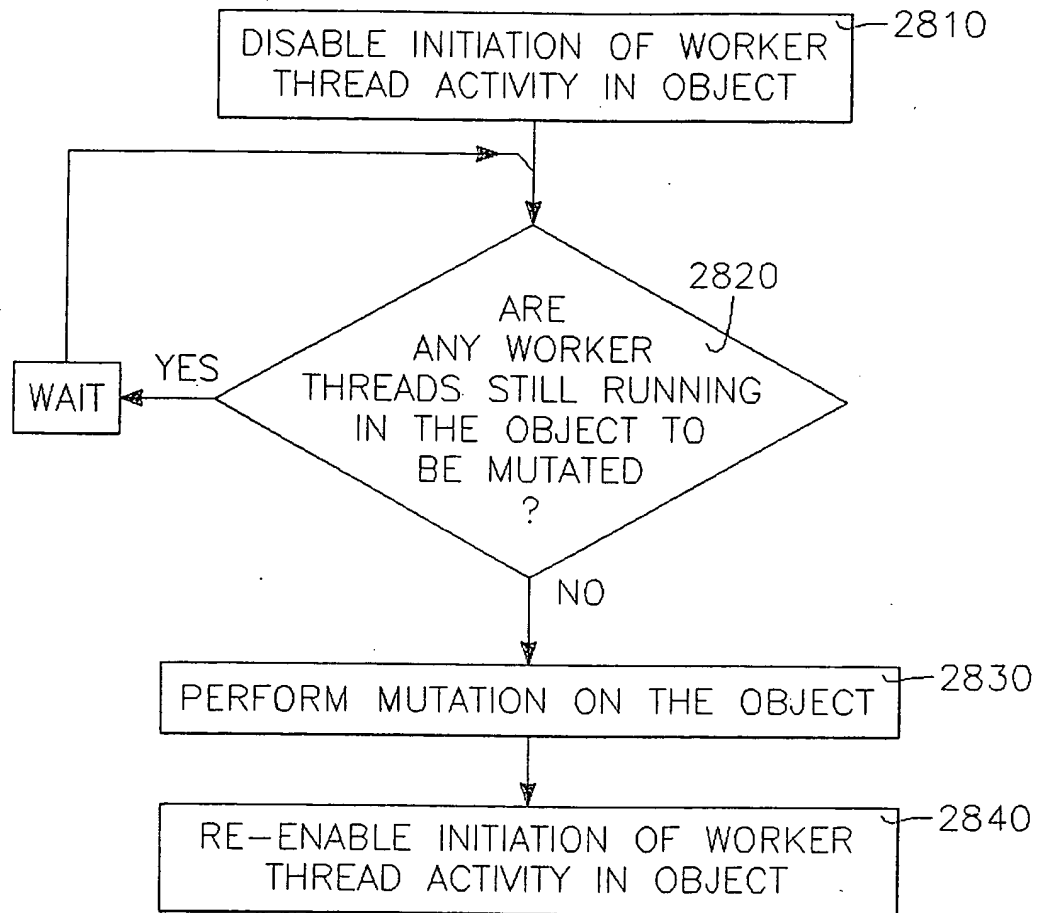 DISABLE INITIATION OF WORKER
THREAD ACTIVITY IN OBJECT
2810
2820
ARE
ANY WORKER
THREADS STILL RUNNING
IN THE OBJECT TO
BE MUTATED
?
YES
WAIT
NO
PERFORM MUTATION ON THE OBJECT
2830
RE-ENABLE INITIATION OF WORKER
THREAD ACTIVITY IN OBJECT
2840